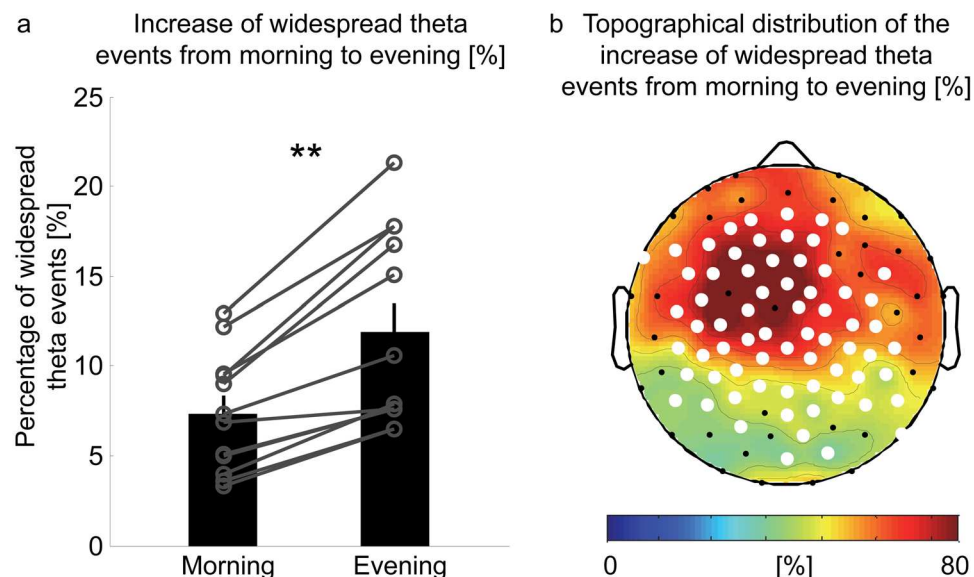 a
Increase of widespread theta
events from morning to evening [%]
b
Topographical distribution of the
increase of widespread theta
events from morning to evening [%]
Percentage of widespread
theta events [%]
25
20
15
10
5
0
**
Morning
Evening
0
[%]
80